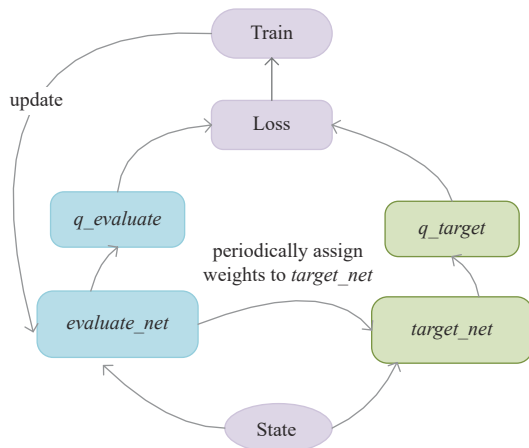 Train
update
Loss
q_evaluate
q_target
periodically assign
weights to target_net
evaluate_net
target_net
State